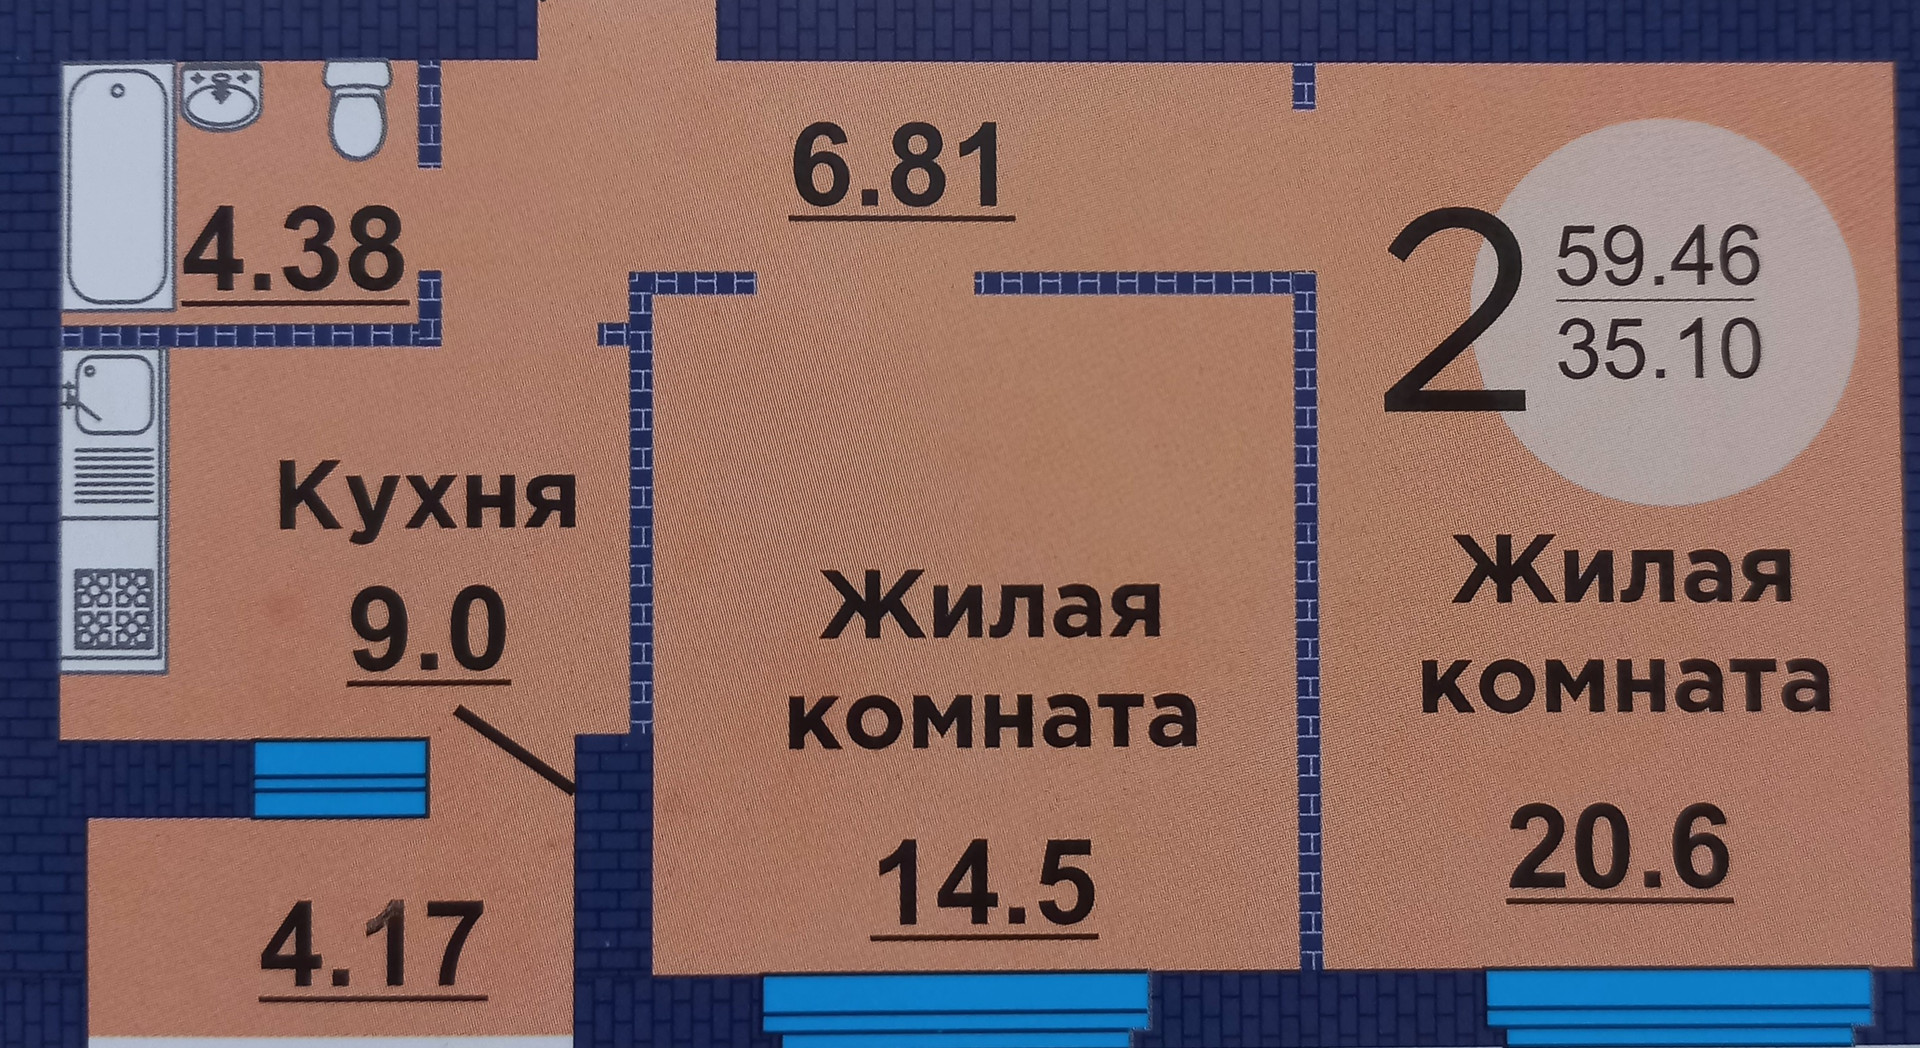 6.81
4.38
2
59.46
35.10
Кухня
9.0
Жилая
комната
14.5
Жилая
комната
20.6
4.17